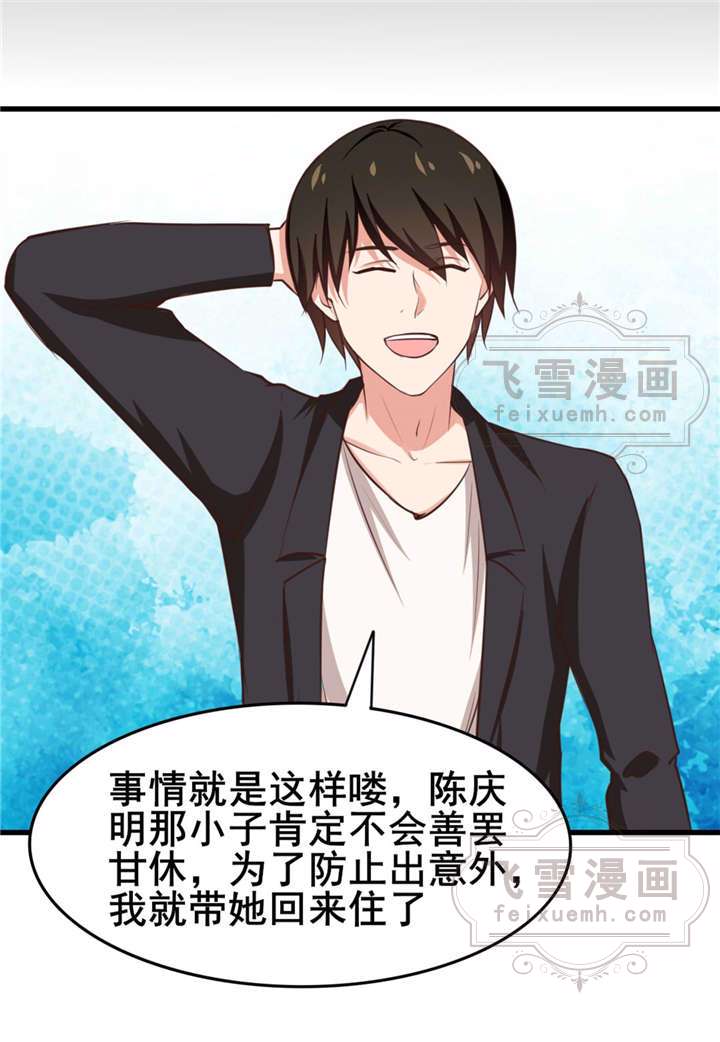 飞雪漫画
feixuemh.com
事情就是这样喽，陈庆
明那小子肯定不会善罢
甘休，为了防止出意外，
我就带她回来住了
飞雪漫画
feixuemh.com